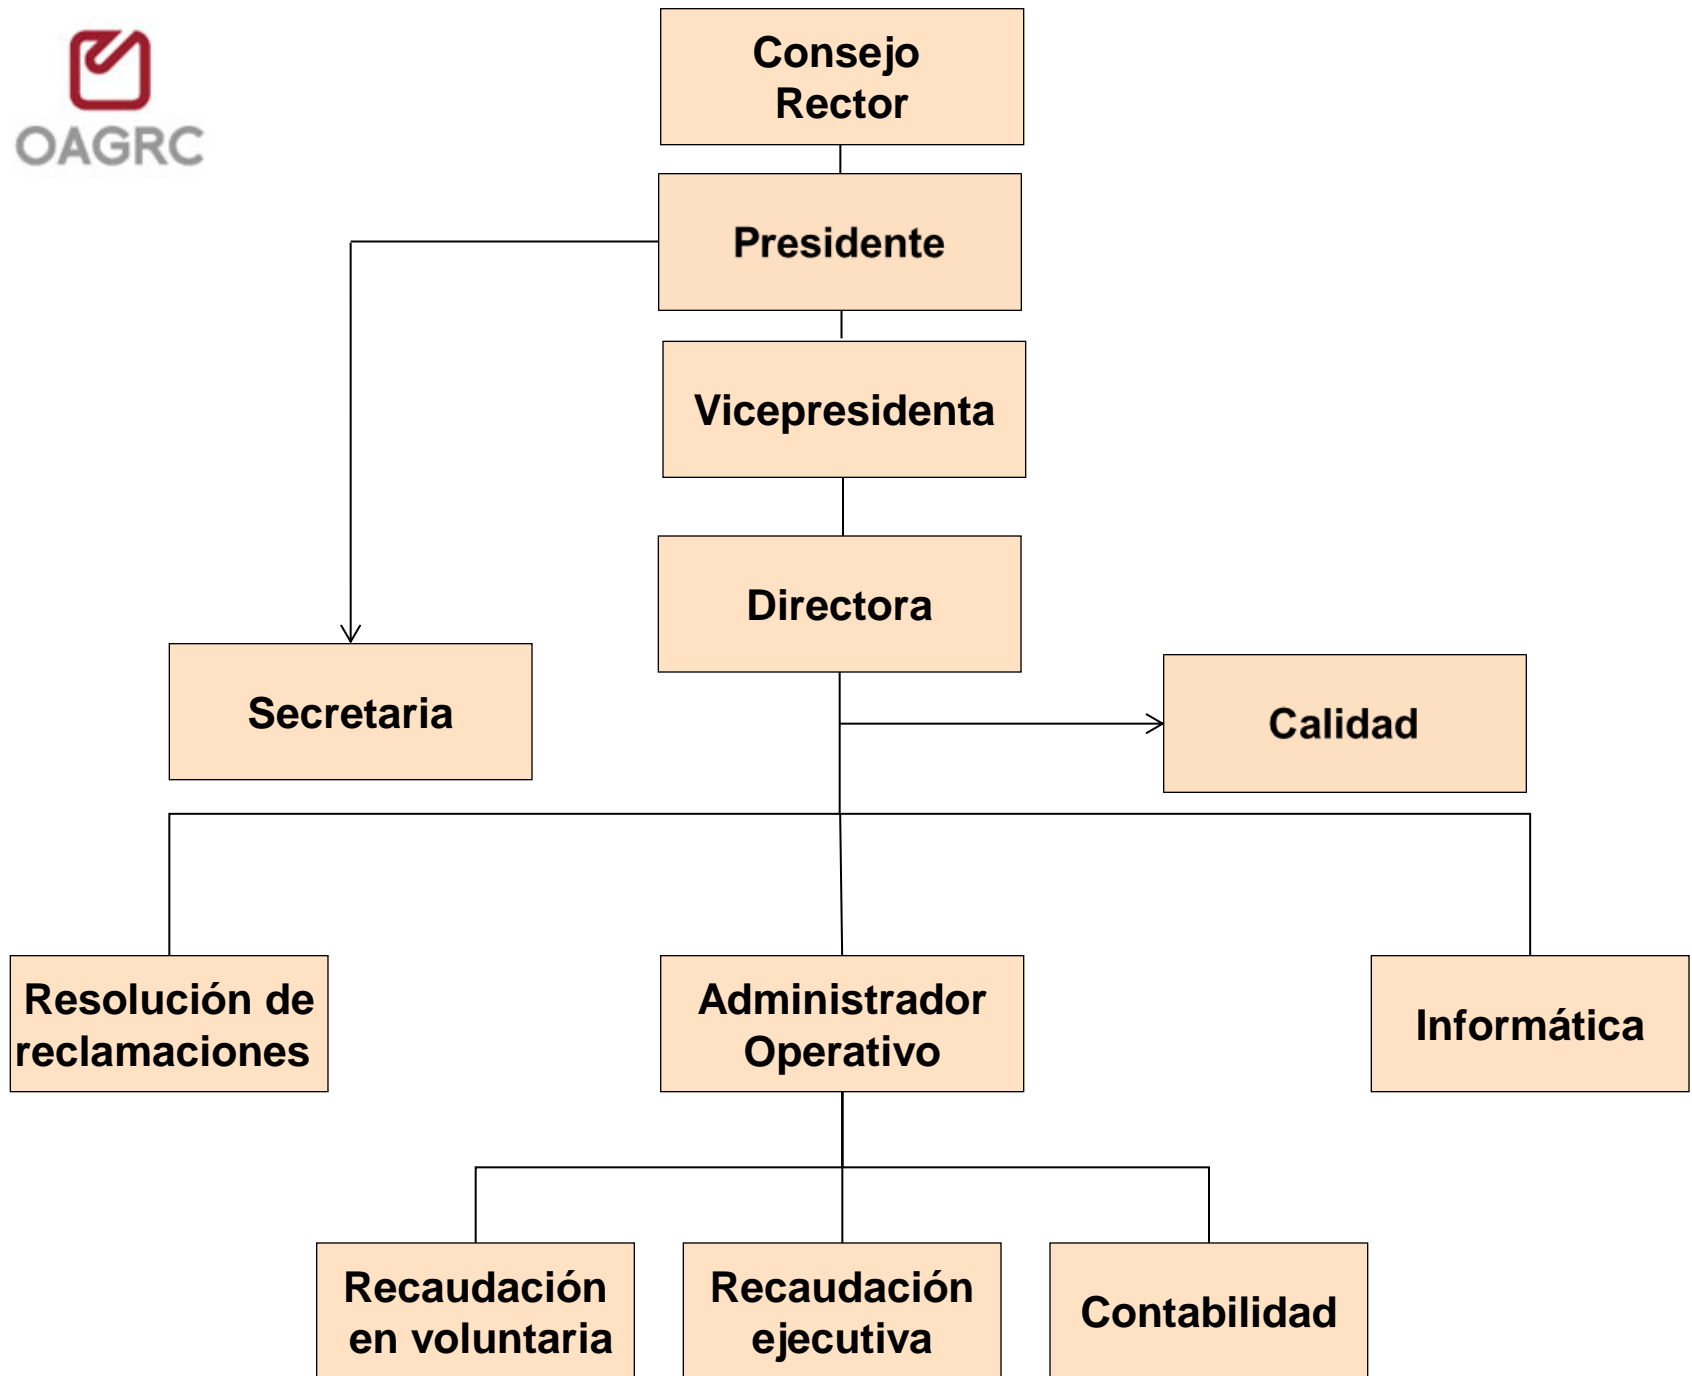 OAGRC
Consejo
Rector
Presidente
Vicepresidenta
Directora
Secretaria
Calidad
Resolución de
reclamaciones
Administrador
Operativo
Informática
Recaudación
en voluntaria
Recaudación
ejecutiva
Contabilidad